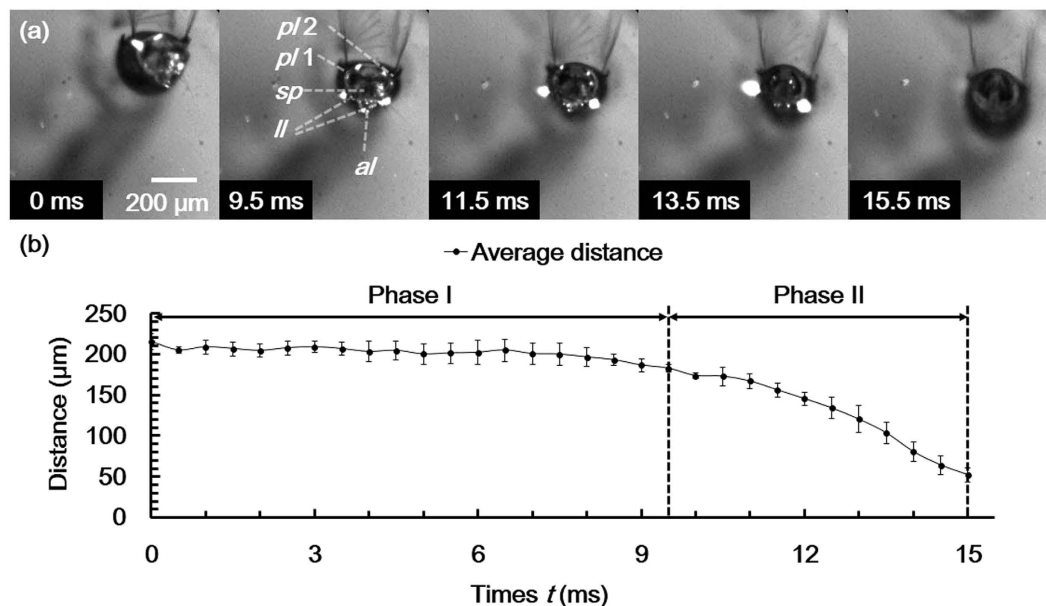 (a)
pl 2
pl 1
sp
ll
al
0 ms
200 µm
9.5 ms
11.5 ms
13.5 ms
15.5 ms
(b)
Average distance
Phase I
Phase II
250
200
150
100
50
0
Distance (µm)
0 3 6 9 12 15
Times t (ms)